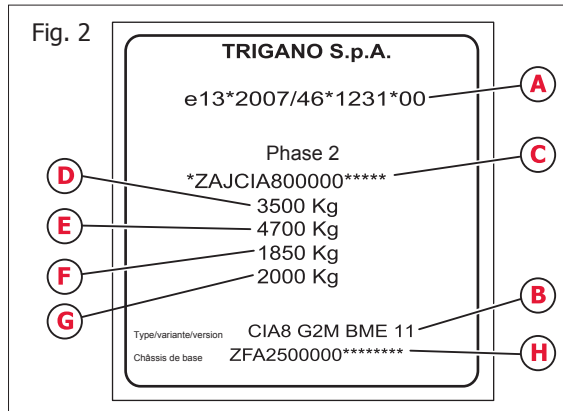 Fig. 2
TRIGANO S.p.A.
e13*2007/46*1231*00
A
Phase 2
C
*ZAJCIA800000*****
D
3500 Kg
E
4700 Kg
F
1850 Kg
G
2000 Kg
B
Type/variante/version CIA8 G2M BME 11
Châssis de base ZFA2500000********
H